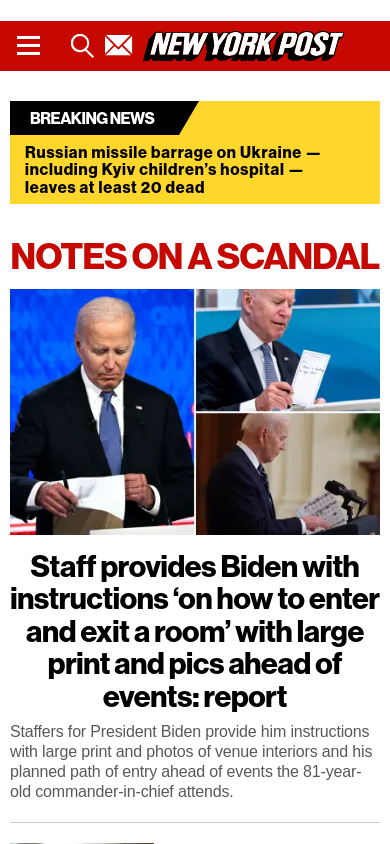 NEW YORK POST
BREAKING NEWS
Russian missile barrage on Ukraine —
including Kyiv children's hospital —
leaves at least 20 dead
NOTES ON A SCANDAL
Staff provides Biden with
instructions ‘on how to enter
and exit a room’ with large
print and pics ahead of
events: report
Staffers for President Biden provide him instructions
with large print and photos of venue interiors and his
planned path of entry ahead of events the 81-year-
old commander-in-chief attends.